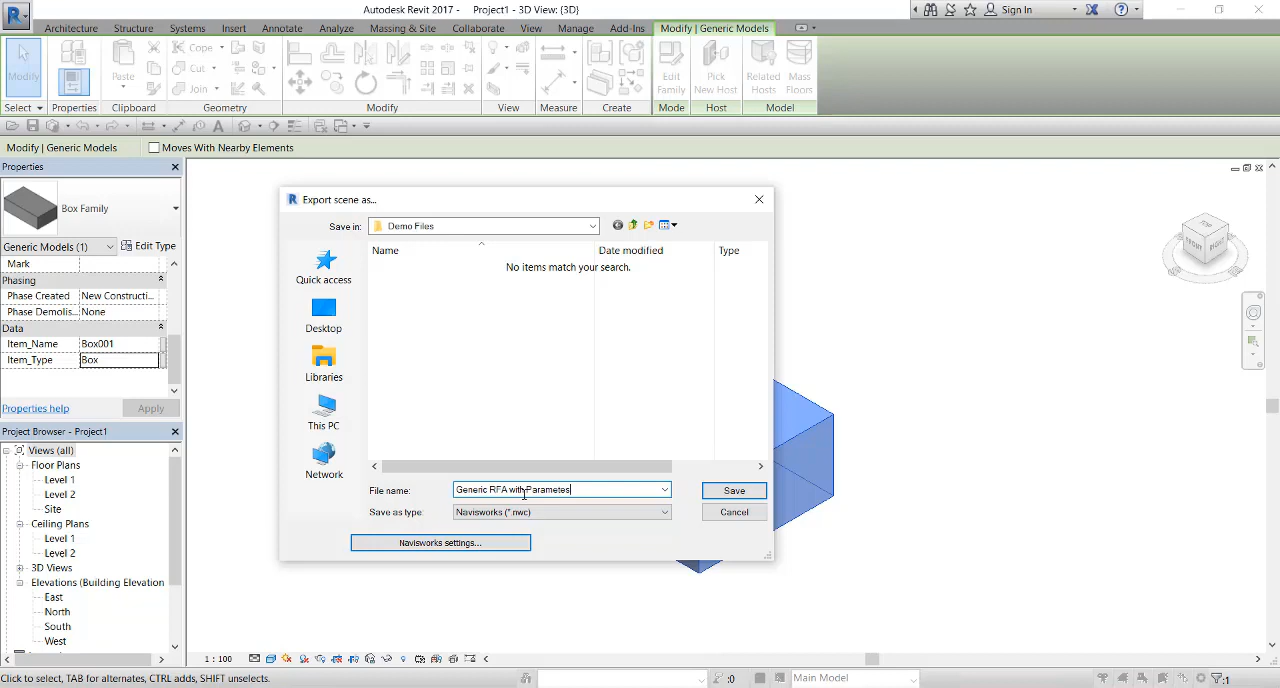 Autodesk Revit 2017 - Project1 - 3D View: {3D}
Sign In
Architecture Structure Systems Insert Annotate Analyze Massing & Site Collaborate View Manage Add-Ins Modify | Generic Models
Modify
Paste
Cope
Cut
Join
Edit Family
Pick New Host
Related Hosts
Mass Floors
Select Properties Clipboard Geometry Modify View Measure Create Mode Host Model
Modify | Generic Models Moves With Nearby Elements
Properties
Box Family
Generic Models (1) Edit Type
Mark
Phasing
Phase Created New Constructi...
Phase Demolis... None
Data
Item_Name Box001
Item_Type Box
Properties help Apply
Project Browser - Project1
Views (all)
Floor Plans
Level 1
Level 2
Site
Ceiling Plans
Level 1
Level 2
3D Views
Elevations (Building Elevation
East
North
South
West
Export scene as...
Save in: Demo Files
Name Date modified Type
No items match your search.
Quick access
Desktop
Libraries
This PC
Network
File name: Generic RFA with Parametes
Save
Save as type: Navisworks (*.nwc)
Cancel
Navisworks settings...
TOP
FRONT
RIGHT
1 : 100
Click to select, TAB for alternates, CTRL adds, SHIFT unselects.
:0
Main Model
:1